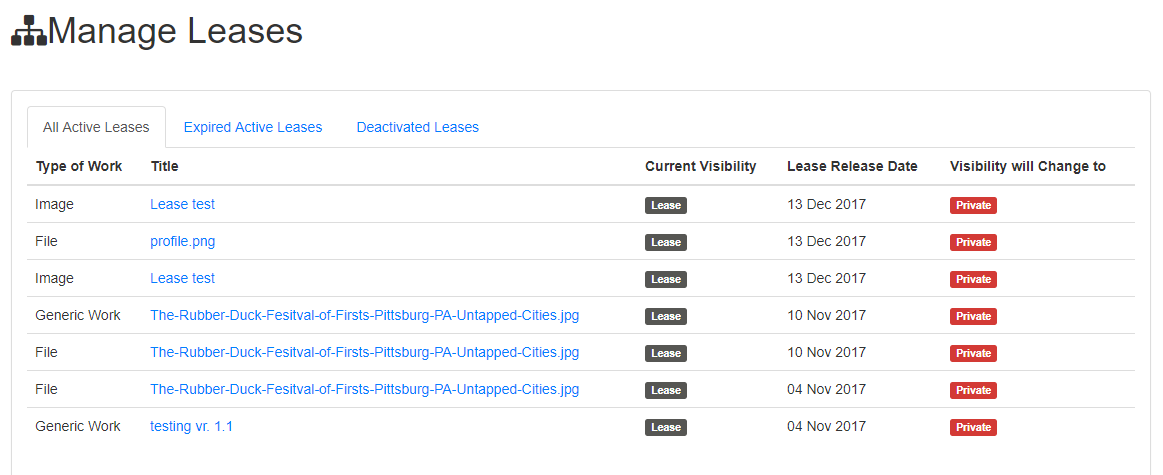 Manage Leases
All Active Leases Expired Active Leases Deactivated Leases
Type of Work Title Current Visibility Lease Release Date Visibility will Change to
Image Lease test Lease 13 Dec 2017 Private
File profile.png Lease 13 Dec 2017 Private
Image Lease test Lease 13 Dec 2017 Private
Generic Work The-Rubber-Duck-Fesitval-of-Firsts-Pittsburg-PA-Untapped-Cities.jpg Lease 10 Nov 2017 Private
File The-Rubber-Duck-Fesitval-of-Firsts-Pittsburg-PA-Untapped-Cities.jpg Lease 10 Nov 2017 Private
File The-Rubber-Duck-Fesitval-of-Firsts-Pittsburg-PA-Untapped-Cities.jpg Lease 04 Nov 2017 Private
Generic Work testing vr. 1.1 Lease 04 Nov 2017 Private